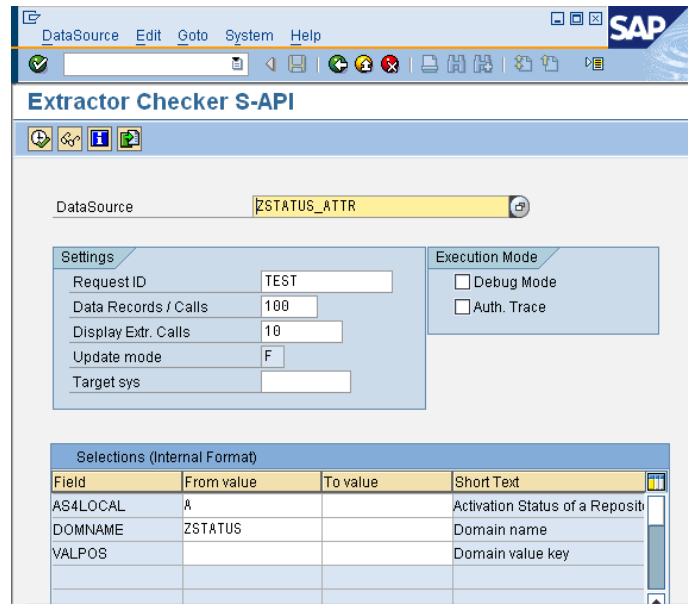 DataSource Edit Goto System Help
SAP
Extractor Checker S-API
DataSource ZSTATUS_ATTR
Settings
Execution Mode
Request ID TEST
Debug Mode
Data Records / Calls 100
Auth. Trace
Display Extr. Calls 10
Update mode F
Target sys
Selections (Internal Format)
Field From value To value Short Text
AS4LOCAL A Activation Status of a Reposit
DOMNAME ZSTATUS Domain name
VALPOS Domain value key